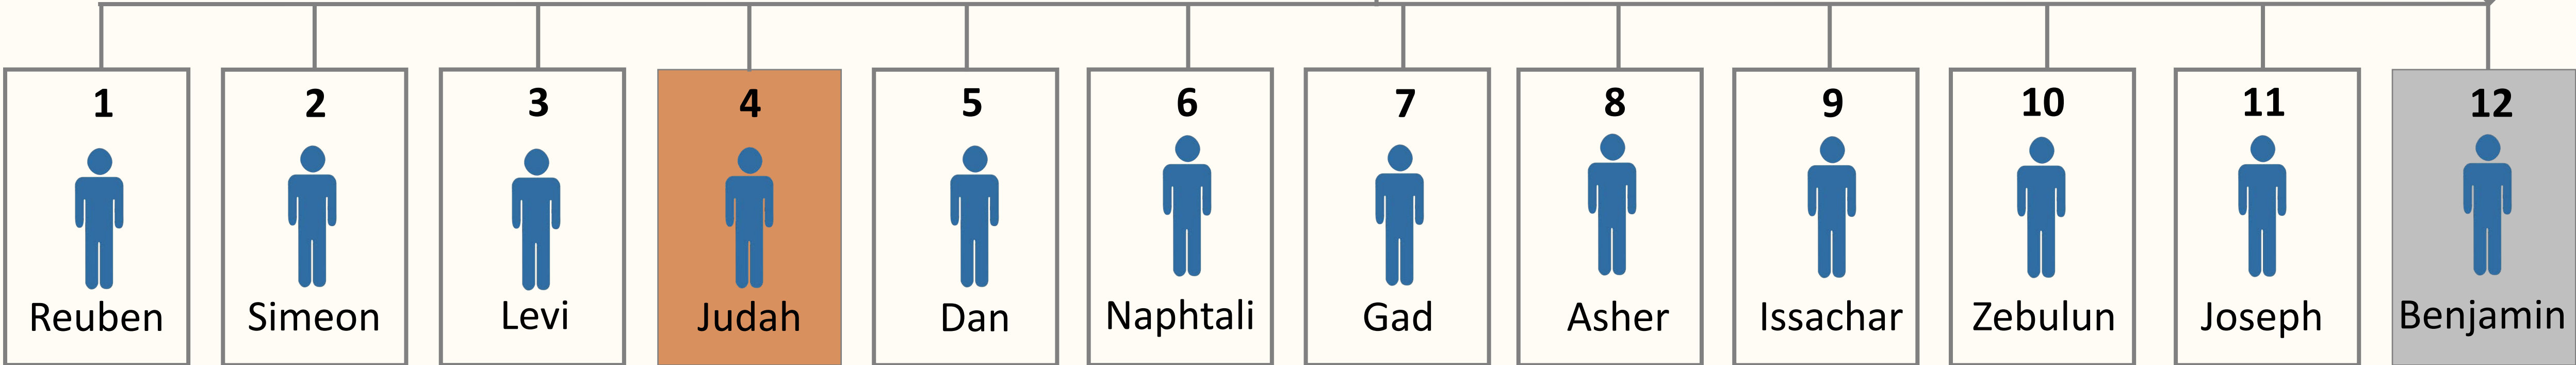 1 2 3 4 5 6 7 8 9 10 11 12
Reuben Simeon Levi Judah Dan Naphtali Gad Asher Issachar Zebulun Joseph Benjamin